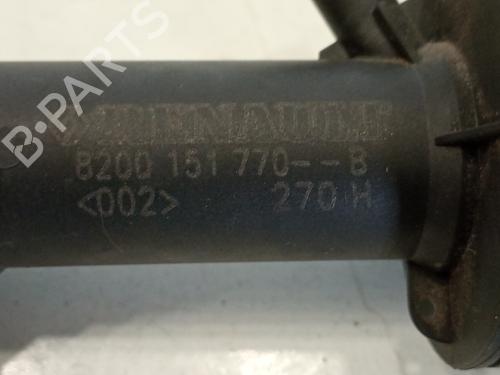 B-PARTS
RENAULT
8200 151 770--B
<002> 270 H